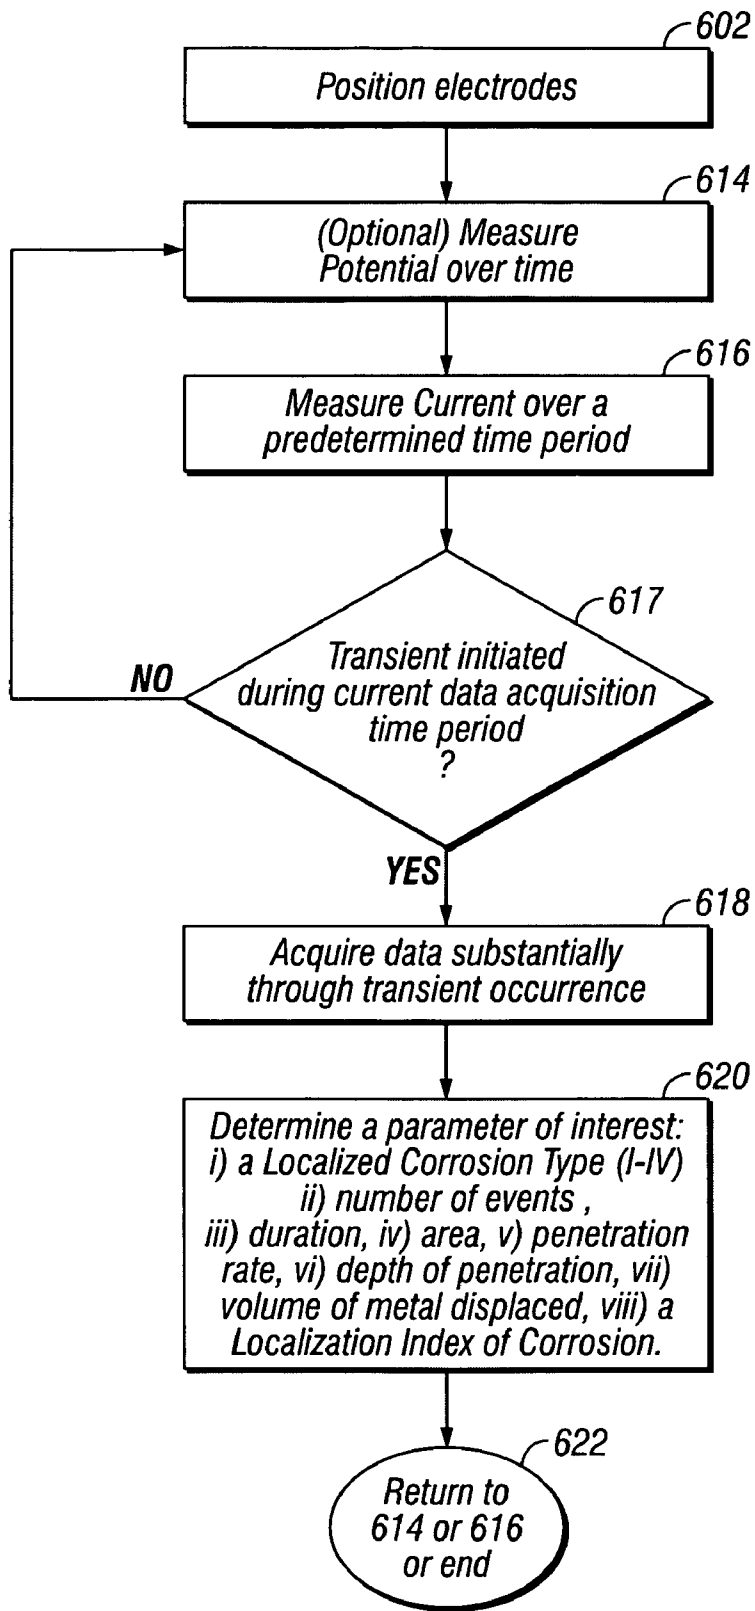 602
Position electrodes
614
(Optional) Measure
Potential over time
616
Measure Current over a
predetermined time period
617
Transient initiated
during current data acquisition
time period
?
NO
YES
618
Acquire data substantially
through transient occurrence
620
Determine a parameter of interest:
i) a Localized Corrosion Type (I-IV)
ii) number of events ,
iii) duration, iv) area, v) penetration
rate, vi) depth of penetration, vii)
volume of metal displaced, viii) a
Localization Index of Corrosion.
622
Return to
614 or 616
or end